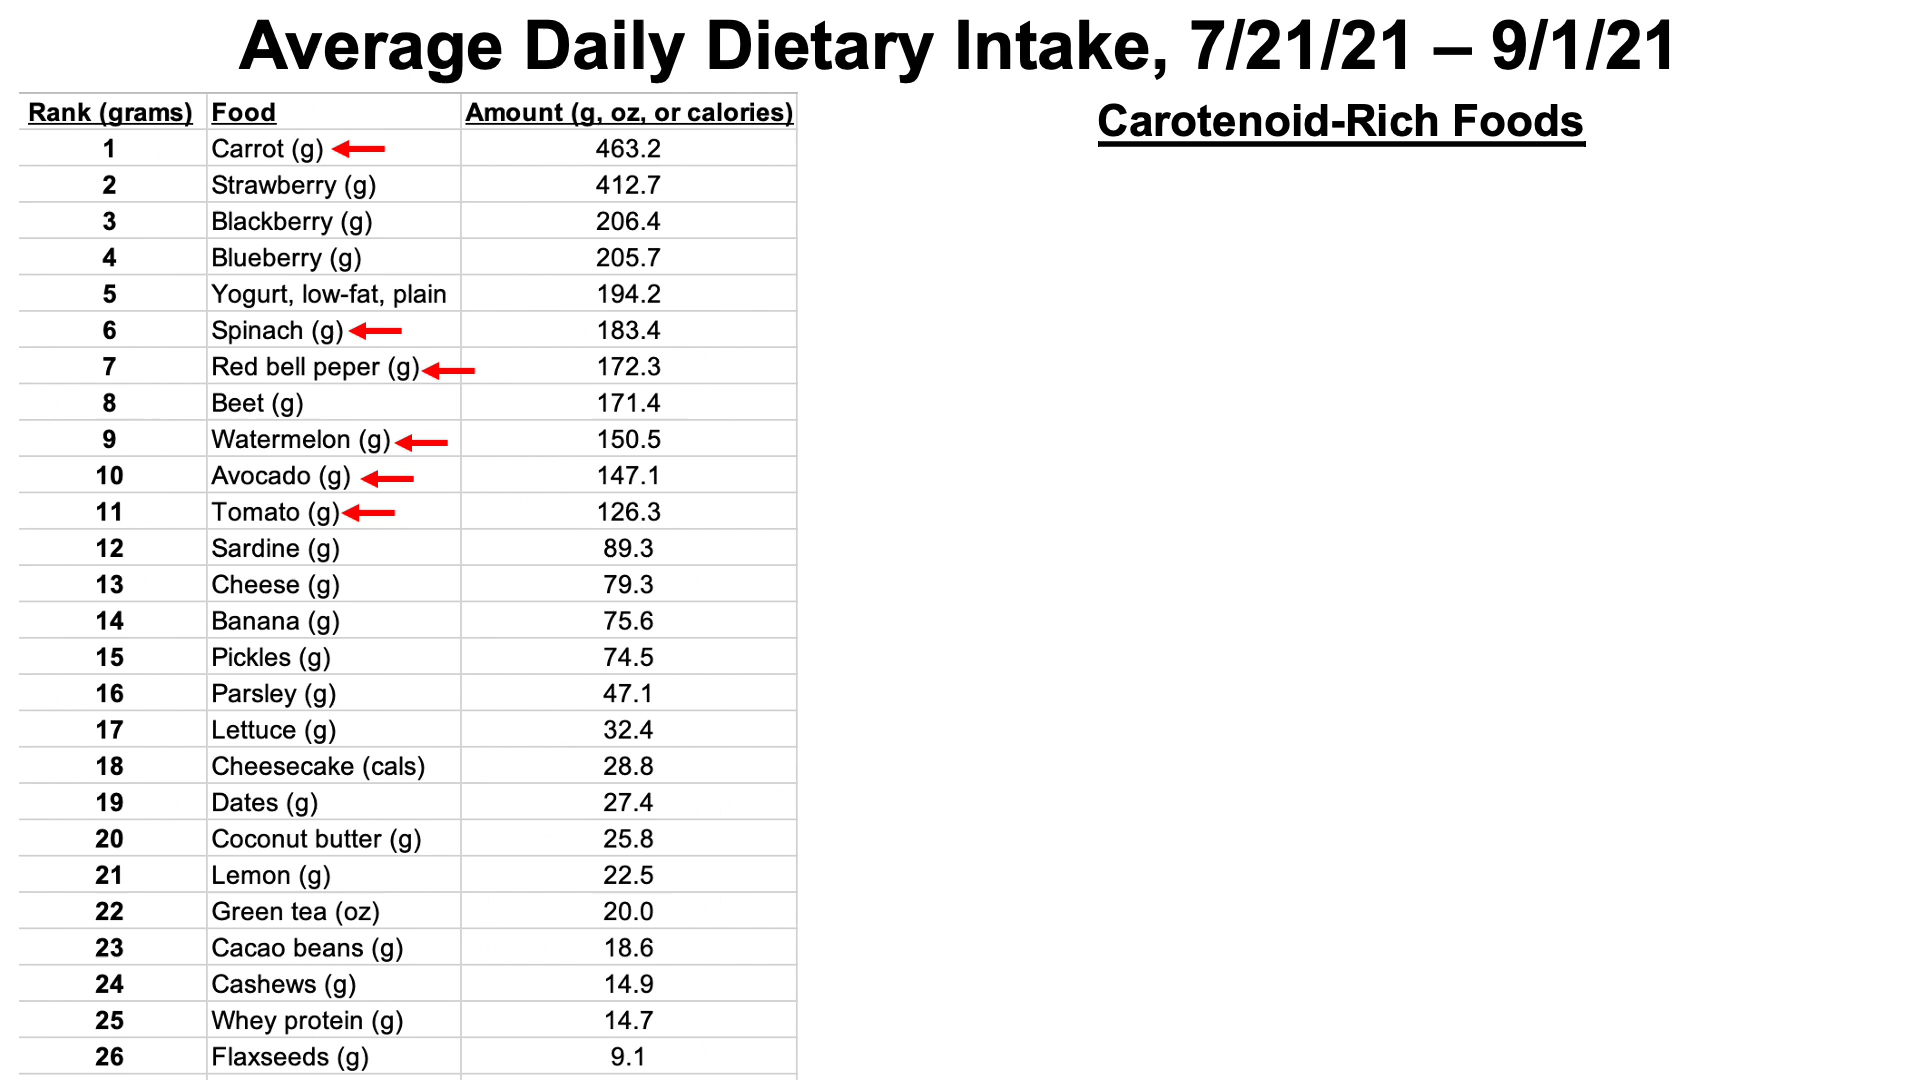 Average Daily Dietary Intake, 7/21/21 – 9/1/21
Rank (grams) Food Amount (g, oz, or calories)
1 Carrot (g) 463.2
2 Strawberry (g) 412.7
3 Blackberry (g) 206.4
4 Blueberry (g) 205.7
5 Yogurt, low-fat, plain 194.2
6 Spinach (g) 183.4
7 Red bell peper (g) 172.3
8 Beet (g) 171.4
9 Watermelon (g) 150.5
10 Avocado (g) 147.1
11 Tomato (g) 126.3
12 Sardine (g) 89.3
13 Cheese (g) 79.3
14 Banana (g) 75.6
15 Pickles (g) 74.5
16 Parsley (g) 47.1
17 Lettuce (g) 32.4
18 Cheesecake (cals) 28.8
19 Dates (g) 27.4
20 Coconut butter (g) 25.8
21 Lemon (g) 22.5
22 Green tea (oz) 20.0
23 Cacao beans (g) 18.6
24 Cashews (g) 14.9
25 Whey protein (g) 14.7
26 Flaxseeds (g) 9.1
Carotenoid-Rich Foods